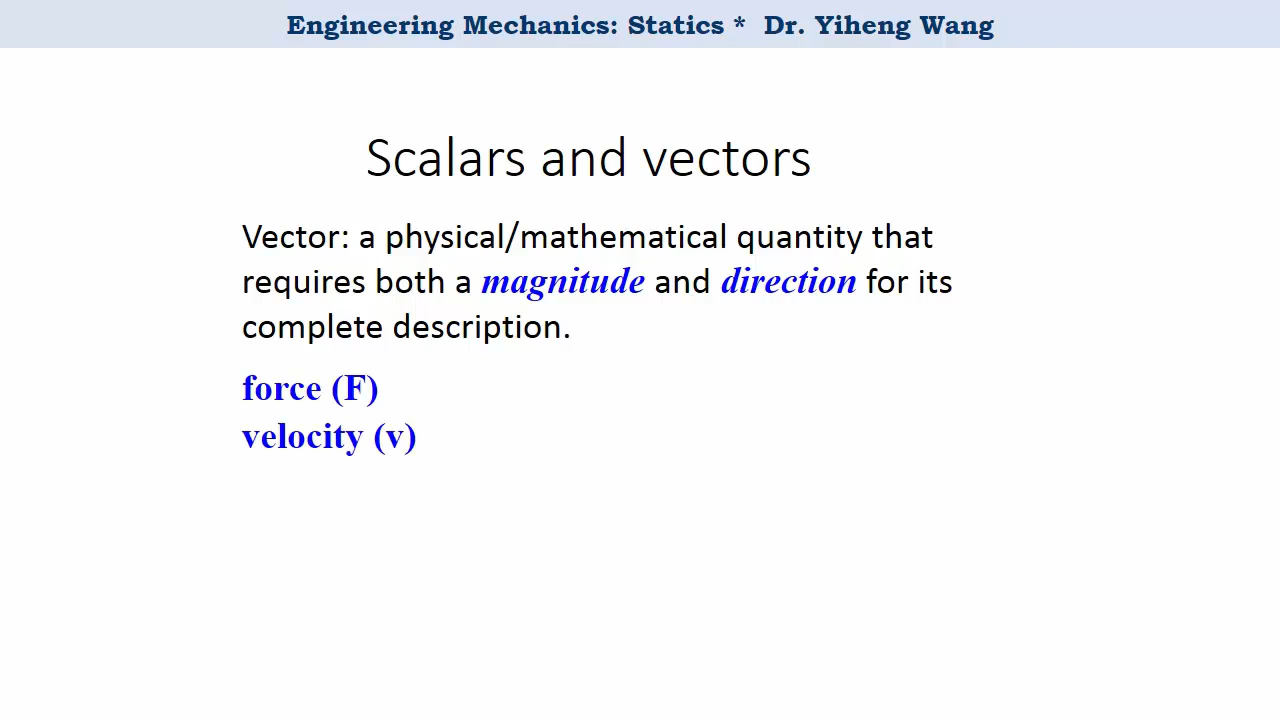 Engineering Mechanics: Statics * Dr. Yiheng Wang
Scalars and vectors
Vector: a physical/mathematical quantity that
requires both a magnitude and direction for its
complete description.
force (F)
velocity (v)